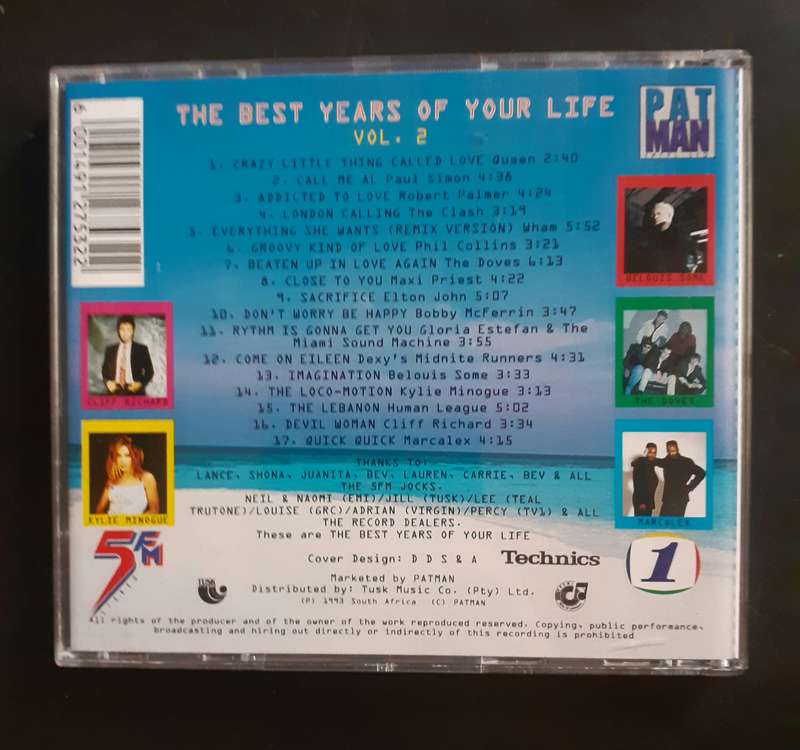 THE BEST YEARS OF YOUR LIFE
VOL. 2
PAT
MAN
6 001491 275322
1. CRAZY LITTLE THING CALLED LOVE Queen 2:40
2. CALL ME AL Paul Simon 4:38
3. ADDICTED TO LOVE Robert Palmer 4:24
4. LONDON CALLING The Clash 3:19
5. EVERYTHING SHE WANTS (REMIX VERSION) Wham 5:52
6. GROOVY KIND OF LOVE Phil Collins 3:21
7. BEATEN UP IN LOVE AGAIN The Doves 6:13
8. CLOSE TO YOU Maxi Priest 4:22
9. SACRIFICE Elton John 5:07
10. DON'T WORRY BE HAPPY Bobby McFerrin 3:47
11. RYTHM IS GONNA GET YOU Gloria Estefan & The
Miami Sound Machine 3:55
12. COME ON EILEEN Dexy's Midnite Runners 4:31
13. IMAGINATION Belouis Some 3:33
14. THE LOCO-MOTION Kylie Minogue 3:13
15. THE LEBANON Human League 5:02
16. DEVIL WOMAN Cliff Richard 3:34
17. QUICK QUICK Marcalex 4:15
BELOUIS SOME
CLIFF RICHARD
THE DOVES
KYLIE MINOGUE
MARCALEX
THANKS TO:
LANCE, SHONA, JUANITA, BEV, LAUREN, CARRIE, BEV & ALL
THE 5FM JOCKS.
NEIL & NAOMI (EMI)/JILL (TUSK)/LEE (TEAL
TRUTONE)/LOUISE (GRC)/ADRIAN (VIRGIN)/PERCY (TV1) & ALL
THE RECORD DEALERS.
These are THE BEST YEARS OF YOUR LIFE
5FM
Cover Design: D D S & A
Technics
1
TUSK
Marketed by PATMAN
Distributed by: Tusk Music Co. (Pty) Ltd.
(P) 1993 South Africa (C) PATMAN
All rights of the producer and of the owner of the work reproduced reserved. Copying, public performance,
broadcasting and hiring out directly or indirectly of this recording is prohibited